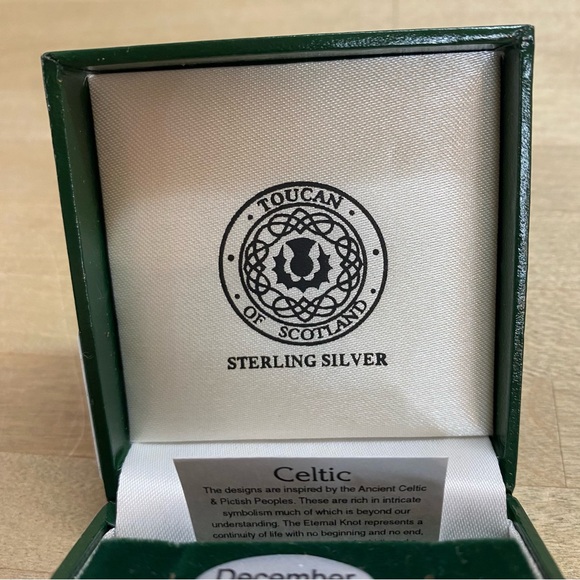 · TOUCAN ·
· OF SCOTLAND ·
STERLING SILVER
Celtic
The designs are inspired by the Ancient Celtic
& Pictish Peoples. These are rich in intricate
symbolism much of which is beyond our
understanding. The Eternal Knot represents a
continuity of life with no beginning and no end,
December